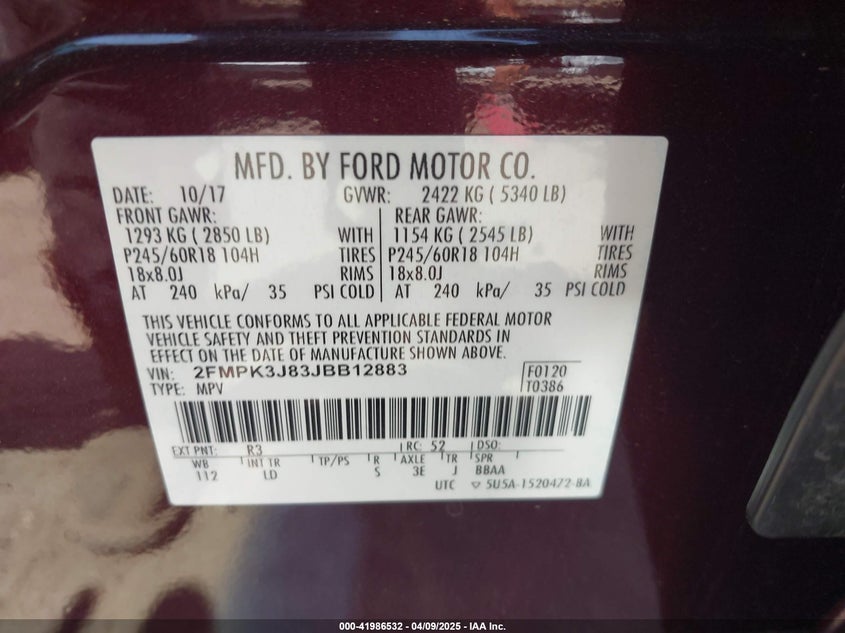 MFD. BY FORD MOTOR CO.
DATE: 10/17 GVWR: 2422 KG ( 5340 LB)
FRONT GAWR: REAR GAWR:
1293 KG ( 2850 LB) WITH 1154 KG ( 2545 LB) WITH
P245/60R18 104H TIRES P245/60R18 104H TIRES
18x8.0J RIMS 18x8.0J RIMS
AT 240 kPa/ 35 PSI COLD AT 240 kPa/ 35 PSI COLD
THIS VEHICLE CONFORMS TO ALL APPLICABLE FEDERAL MOTOR
VEHICLE SAFETY AND THEFT PREVENTION STANDARDS IN
EFFECT ON THE DATE OF MANUFACTURE SHOWN ABOVE.
VIN: 2FMPK3J83JBB12883 F0120
TYPE: MPV T0386
EXT PNT: R3 RC: 52 DSO:
WB INT TR TP/PS R AXLE TR SPR
112 LD S 3E J BBAA
UTC 5U5A-1520472-BA
000-41986532 - 04/09/2025 - IAA Inc.